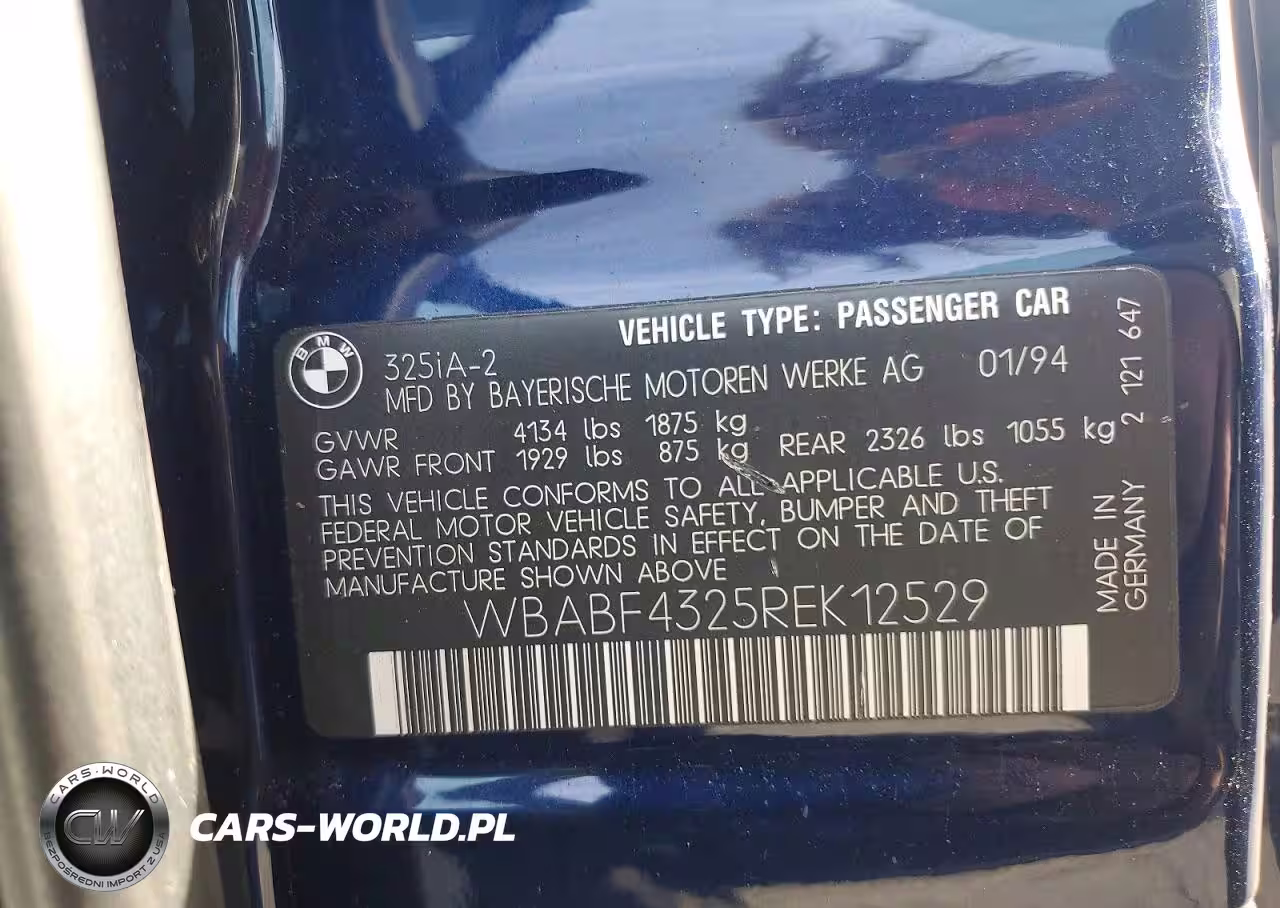 VEHICLE TYPE: PASSENGER CAR
BMW
325iA-2
MFD BY BAYERISCHE MOTOREN WERKE AG 01/94
GVWR 4134 lbs 1875 kg
GAWR FRONT 1929 lbs 875 kg REAR 2326 lbs 1055 kg
THIS VEHICLE CONFORMS TO ALL APPLICABLE U.S.
FEDERAL MOTOR VEHICLE SAFETY, BUMPER AND THEFT
PREVENTION STANDARDS IN EFFECT ON THE DATE OF
MANUFACTURE SHOWN ABOVE
WBABF4325REK12529
2 121 647
MADE IN
GERMANY
CARS-WORLD
CW
BEZPOŚREDNI IMPORT Z USA
CARS-WORLD.PL